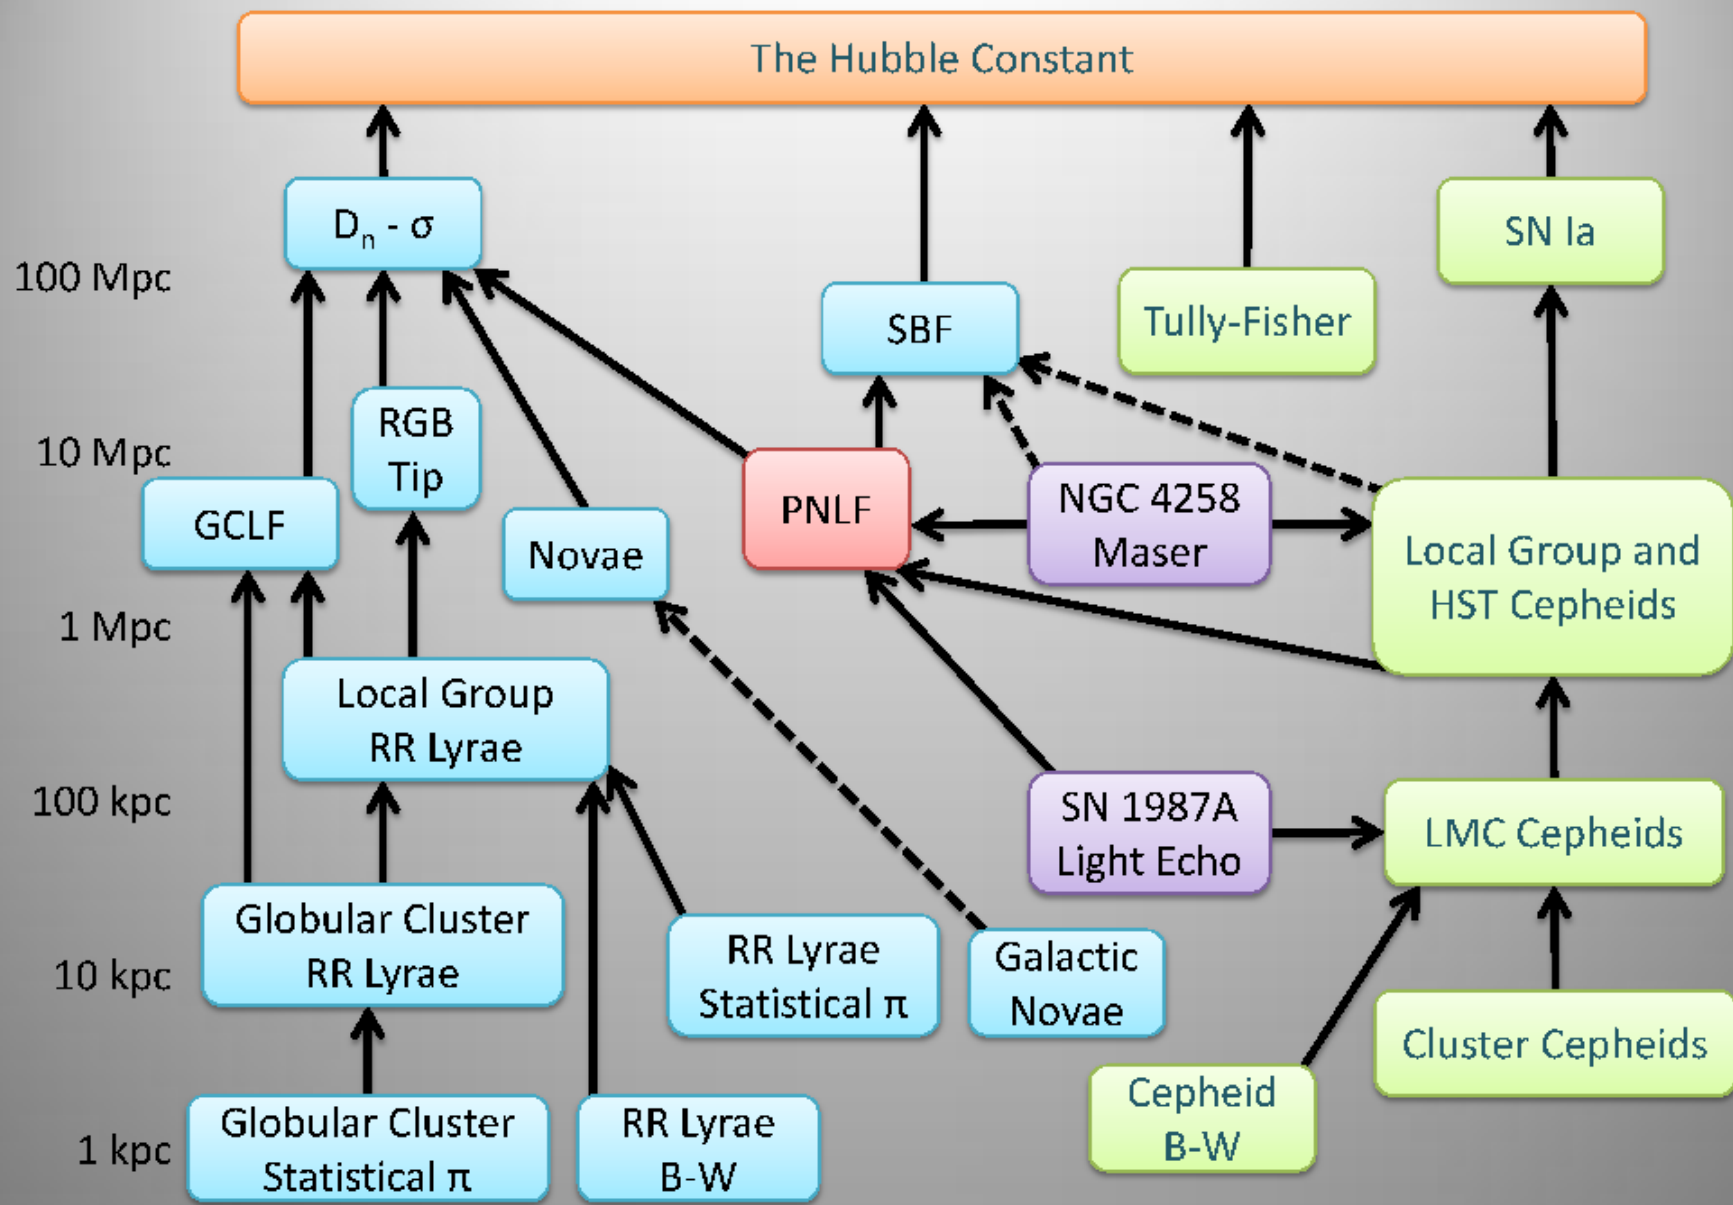 The Hubble Constant
Dn - σ
SN Ia
100 Mpc
SBF
Tully-Fisher
RGB
Tip
10 Mpc
GCLF
Novae
PNLF
NGC 4258
Maser
Local Group and
HST Cepheids
1 Mpc
Local Group
RR Lyrae
100 kpc
SN 1987A
Light Echo
LMC Cepheids
Globular Cluster
RR Lyrae
RR Lyrae
Statistical π
Galactic
Novae
10 kpc
Cluster Cepheids
Globular Cluster
Statistical π
RR Lyrae
B-W
Cepheid
B-W
1 kpc